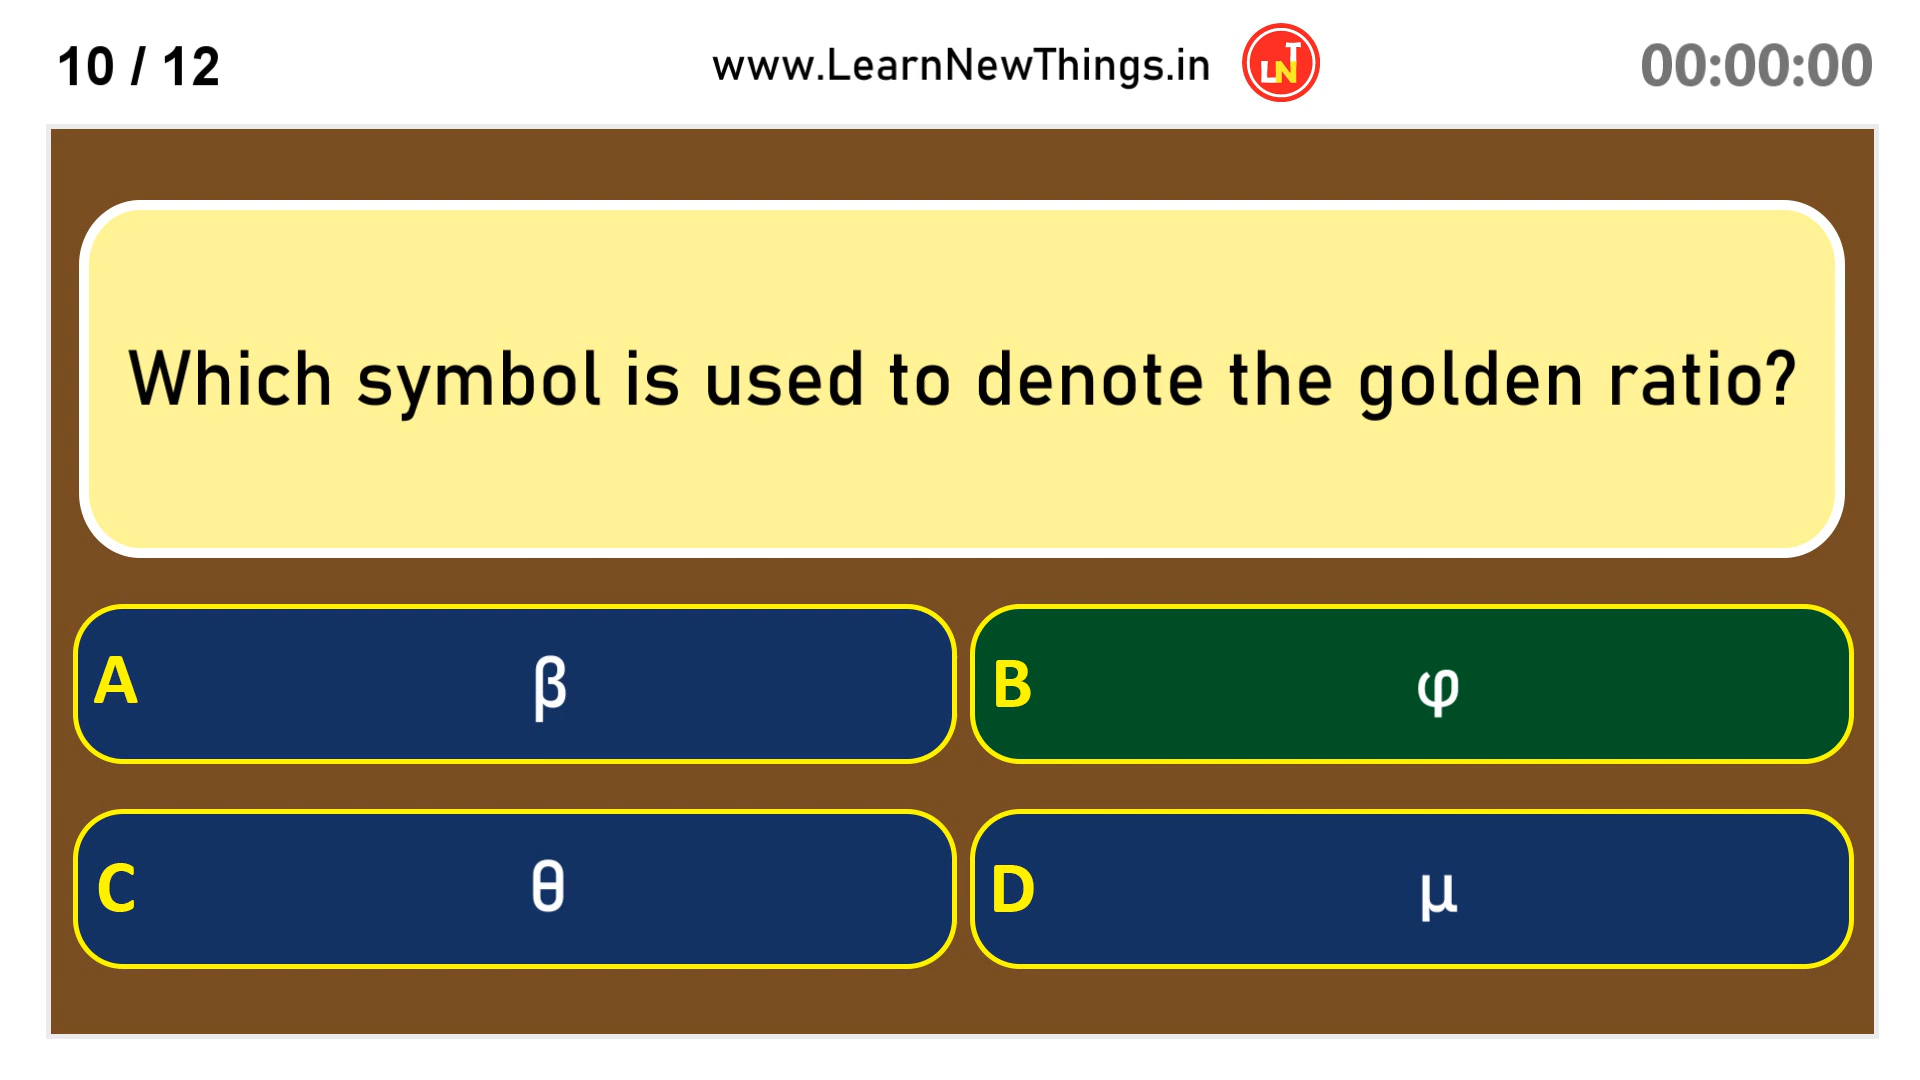 10 / 12
www.LearnNewThings.in
LNT
00:00:00
Which symbol is used to denote the golden ratio?
A β
B φ
C θ
D μ